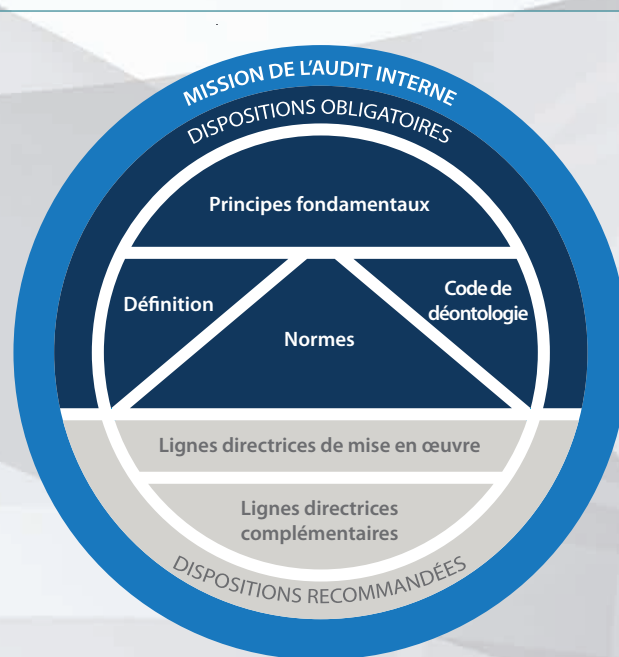 MISSION DE L'AUDIT INTERNE
DISPOSITIONS OBLIGATOIRES
Principes fondamentaux
Définition
Code de
déontologie
Normes
Lignes directrices de mise en œuvre
Lignes directrices
complémentaires
DISPOSITIONS RECOMMANDÉES